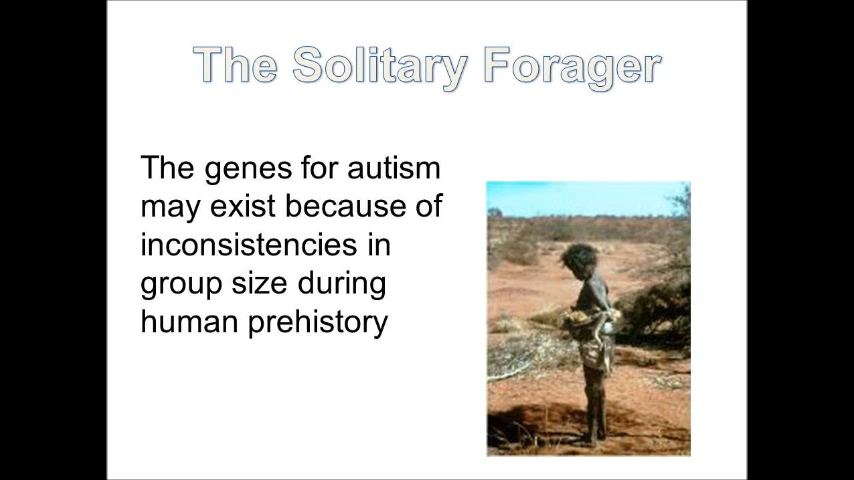 The Solitary Forager
The genes for autism
may exist because of
inconsistencies in
group size during
human prehistory